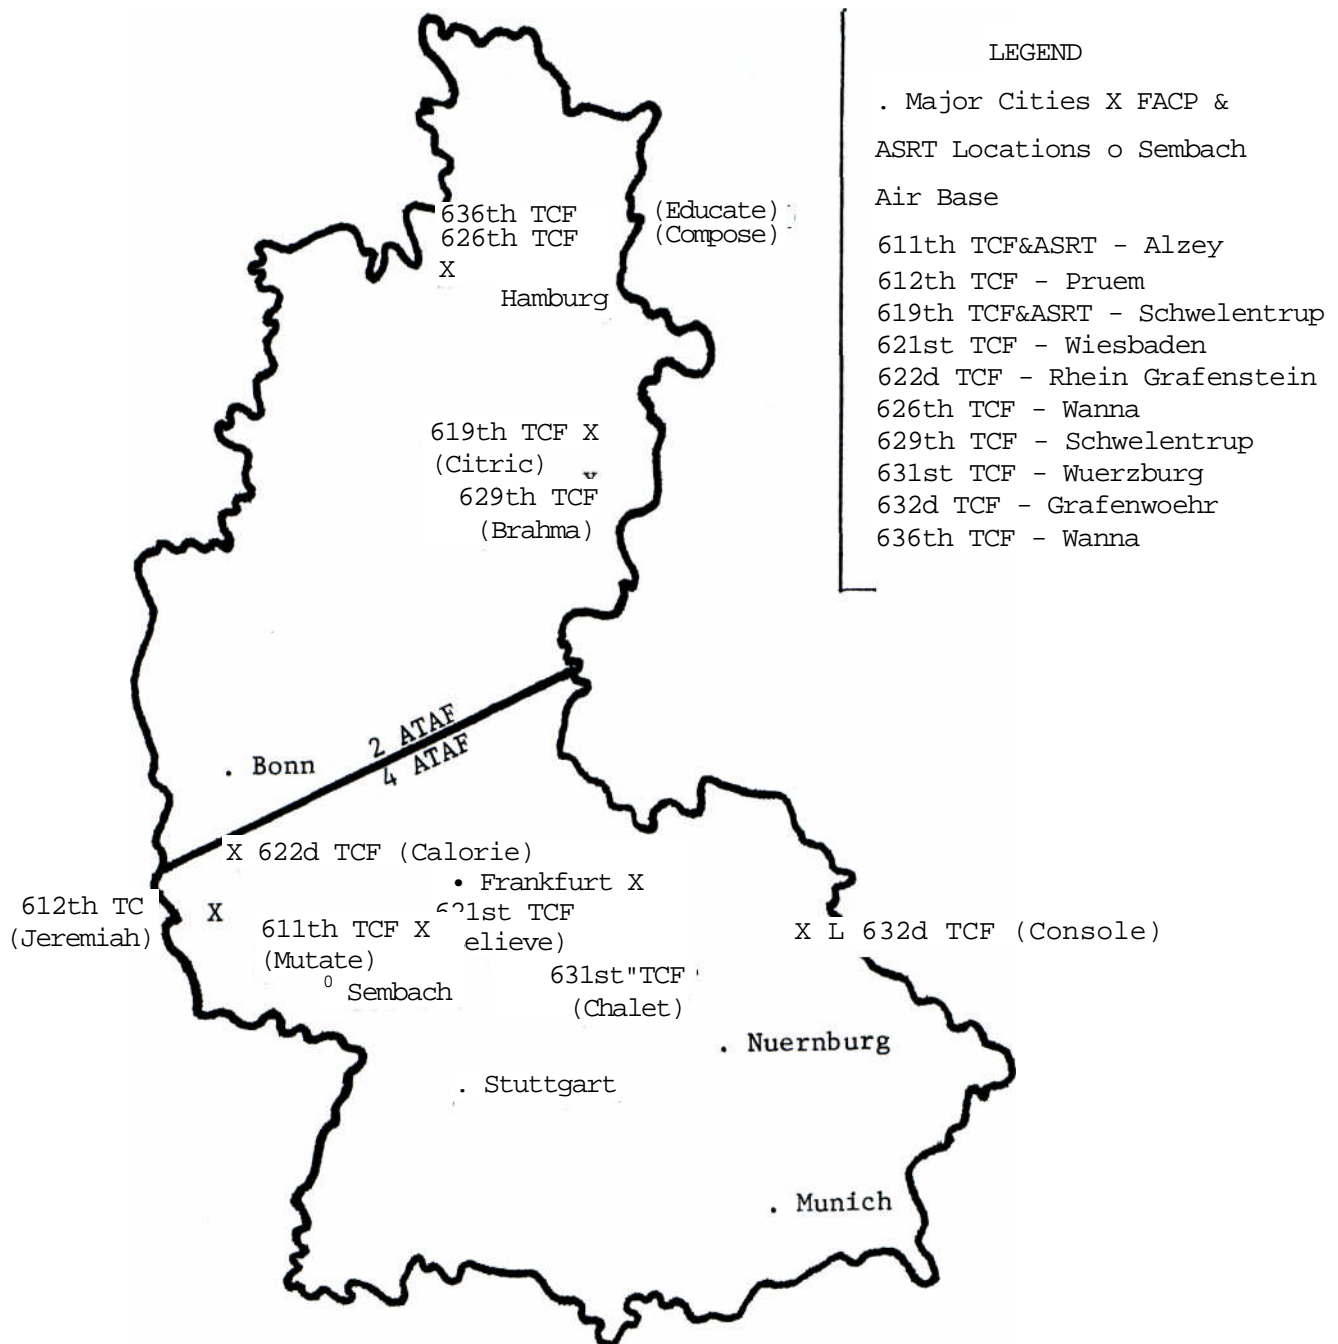 LEGEND
. Major Cities X FACP &
ASRT Locations o Sembach
Air Base
611th TCF&ASRT - Alzey
612th TCF - Pruem
619th TCF&ASRT - Schwelentrup
621st TCF - Wiesbaden
622d TCF - Rhein Grafenstein
626th TCF - Wanna
629th TCF - Schwelentrup
631st TCF - Wuerzburg
632d TCF - Grafenwoehr
636th TCF - Wanna
636th TCF (Educate)
626th TCF (Compose)
X
Hamburg
619th TCF X
(Citric)
629th TCF
(Brahma)
2 ATAF
4 ATAF
. Bonn
X 622d TCF (Calorie)
• Frankfurt X
612th TC X
(Jeremiah)
611th TCF X
(Mutate)
TCF
elieve)
X L 632d TCF (Console)
0 Sembach
631st"TCF
(Chalet)
. Nuernburg
. Stuttgart
. Munich